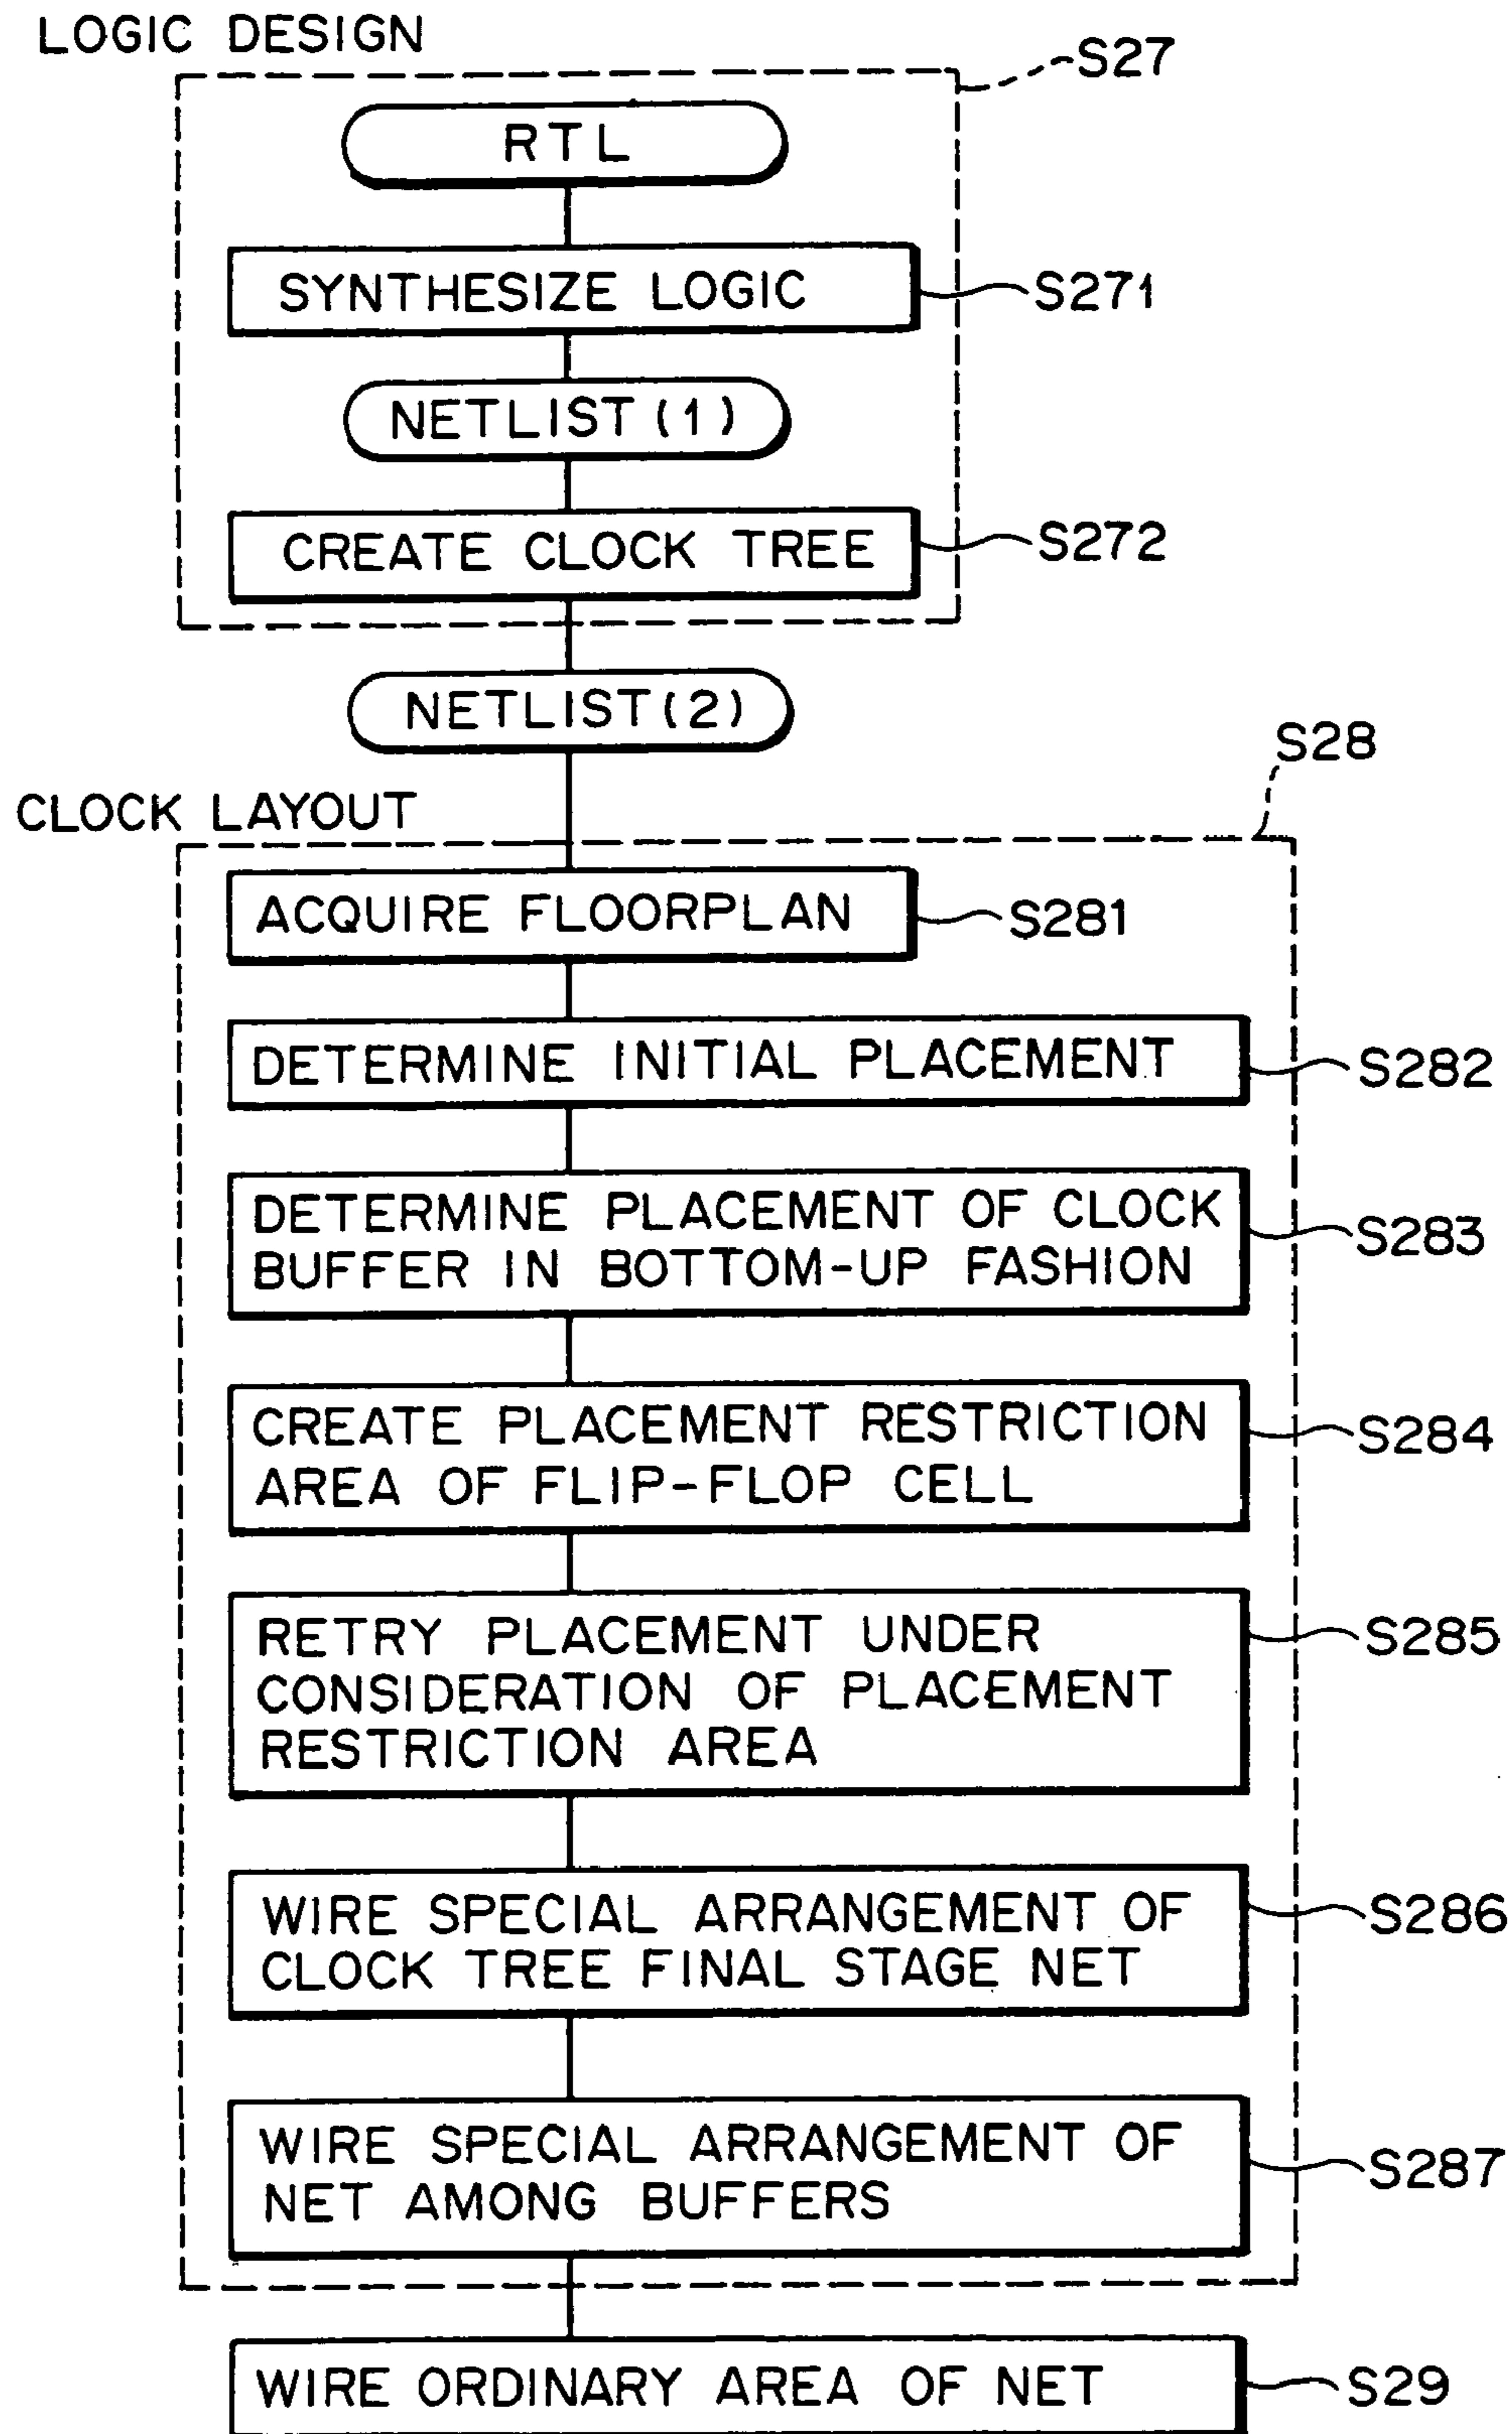 LOGIC DESIGN
S27
RTL
SYNTHESIZE LOGIC
S271
NETLIST(1)
CREATE CLOCK TREE
S272
NETLIST(2)
S28
CLOCK LAYOUT
ACQUIRE FLOORPLAN
S281
DETERMINE INITIAL PLACEMENT
S282
DETERMINE PLACEMENT OF CLOCK
BUFFER IN BOTTOM-UP FASHION
S283
CREATE PLACEMENT RESTRICTION
AREA OF FLIP-FLOP CELL
S284
RETRY PLACEMENT UNDER
CONSIDERATION OF PLACEMENT
RESTRICTION AREA
S285
WIRE SPECIAL ARRANGEMENT OF
CLOCK TREE FINAL STAGE NET
S286
WIRE SPECIAL ARRANGEMENT OF
NET AMONG BUFFERS
S287
WIRE ORDINARY AREA OF NET
S29